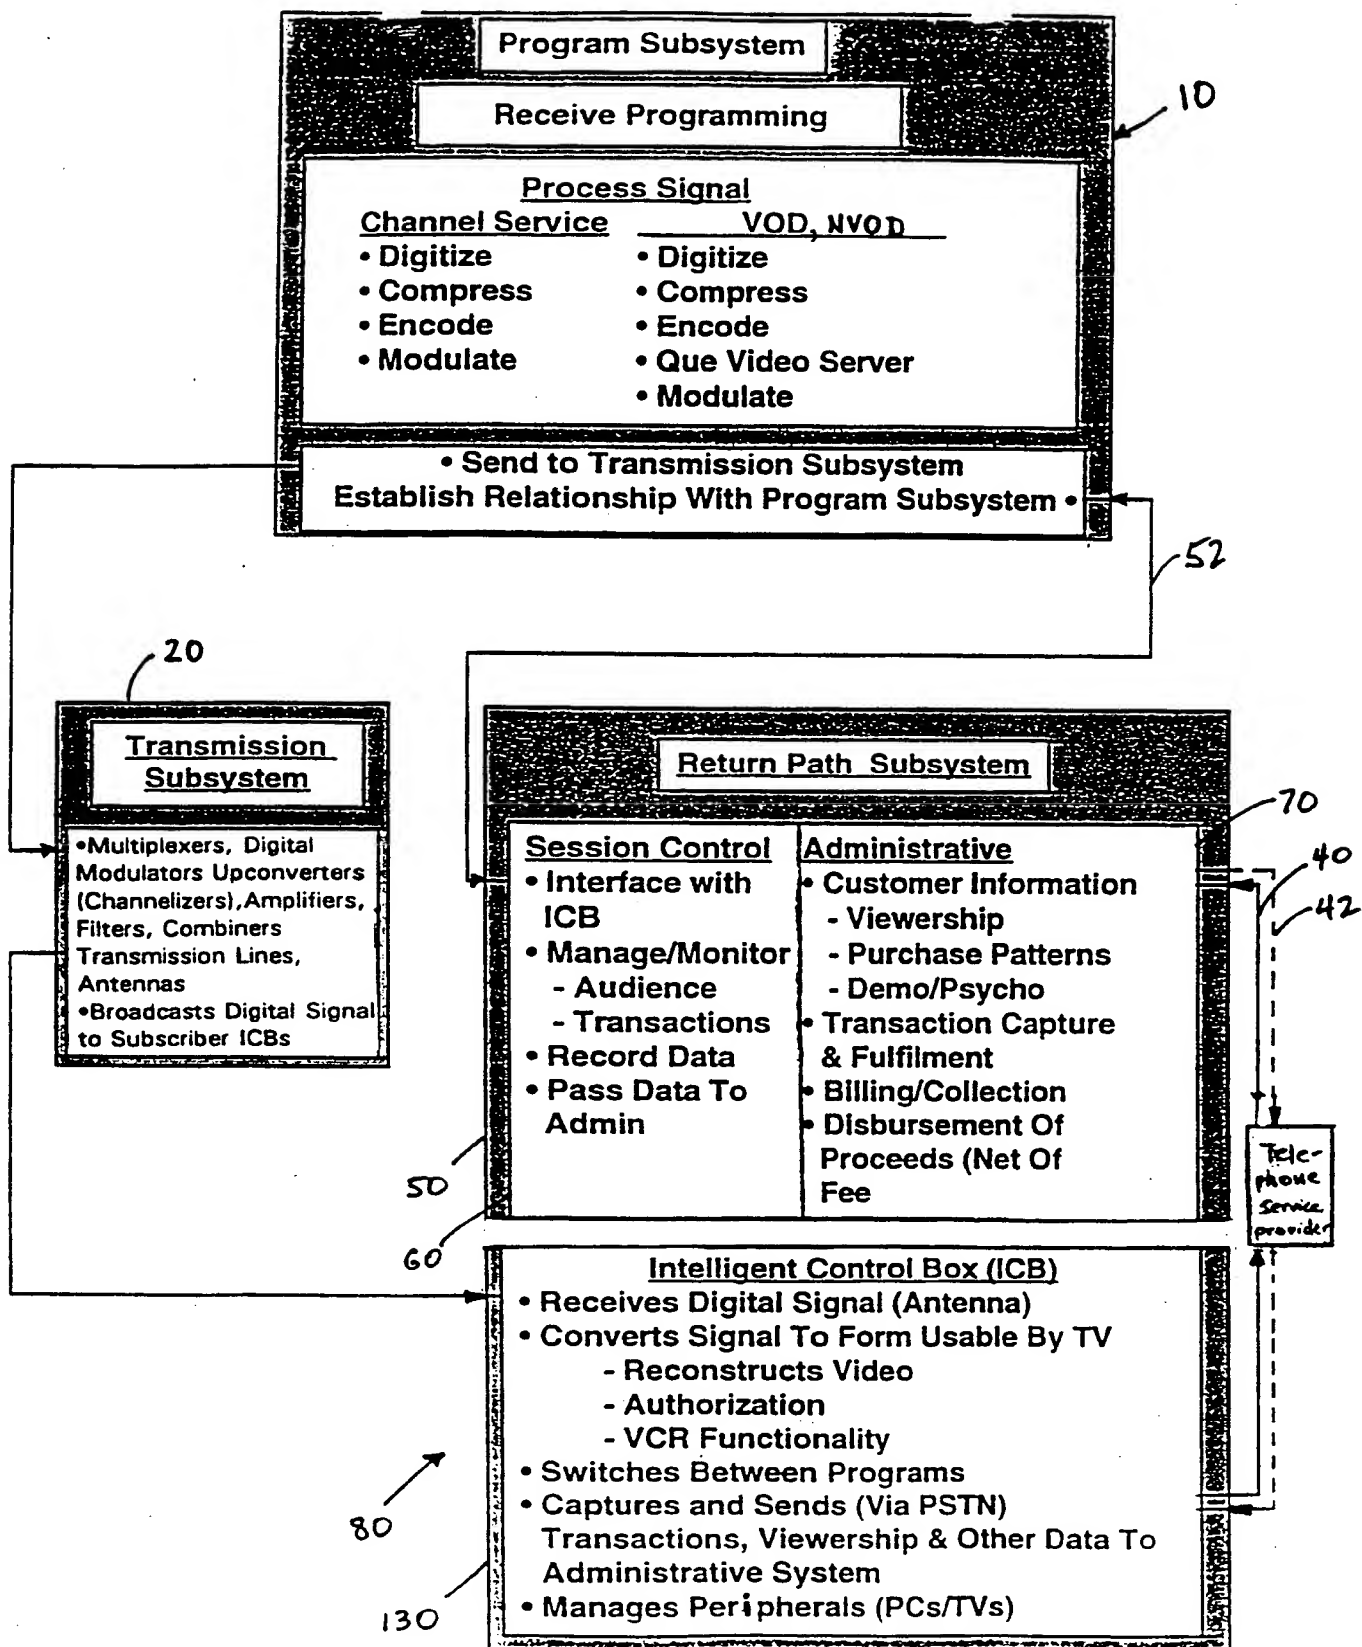 Program Subsystem
Receive Programming
10
Process Signal
Channel Service
• Digitize
• Compress
• Encode
• Modulate
VOD, NVOD
• Digitize
• Compress
• Encode
• Que Video Server
• Modulate
• Send to Transmission Subsystem
Establish Relationship With Program Subsystem •
52
20
Transmission
Subsystem
•Multiplexers, Digital
Modulators Upconverters
(Channelizers),Amplifiers,
Filters, Combiners
Transmission Lines,
Antennas
•Broadcasts Digital Signal
to Subscriber ICBs
Return Path Subsystem
70
40
42
Session Control
• Interface with
ICB
• Manage/Monitor
- Audience
- Transactions
• Record Data
• Pass Data To
Admin
Administrative
• Customer Information
- Viewership
- Purchase Patterns
- Demo/Psycho
• Transaction Capture
& Fulfilment
• Billing/Collection
• Disbursement Of
Proceeds (Net Of
Fee
50
60
Tele-
phone
service
provider
Intelligent Control Box (ICB)
• Receives Digital Signal (Antenna)
• Converts Signal To Form Usable By TV
- Reconstructs Video
- Authorization
- VCR Functionality
• Switches Between Programs
• Captures and Sends (Via PSTN)
Transactions, Viewership & Other Data To
Administrative System
• Manages Peripherals (PCs/TVs)
80
130